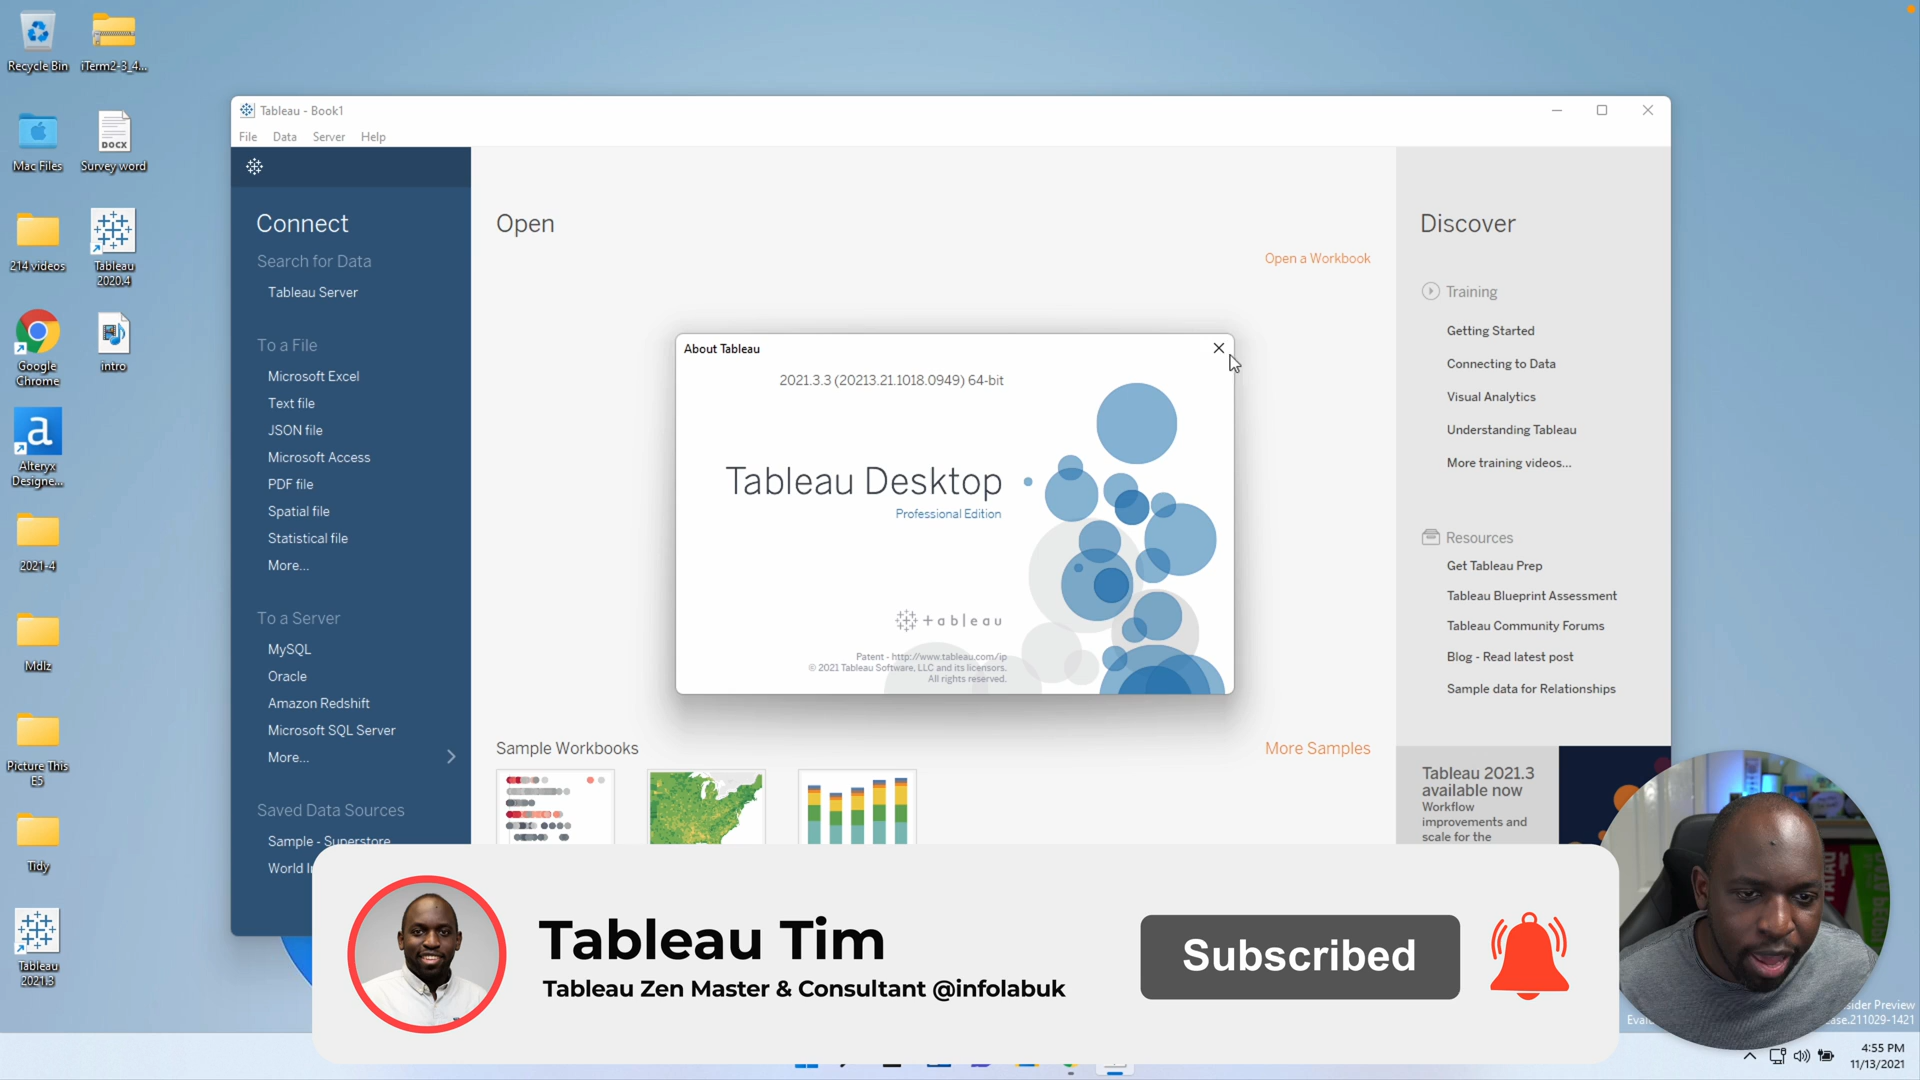 Recycle Bin
iTerm2-3_4...
Mac Files
Survey word
214 videos
Tableau
2020.4
Google
Chrome
intro
Alteryx
Designe...
2021-4
Mdlz
Picture This
E5
Tidy
Tableau
2021.3
Tableau - Book1
File Data Server Help
Connect
Search for Data
Tableau Server
To a File
Microsoft Excel
Text file
JSON file
Microsoft Access
PDF file
Spatial file
Statistical file
More...
To a Server
MySQL
Oracle
Amazon Redshift
Microsoft SQL Server
More...
Saved Data Sources
Sample - Superstore
Open
Open a Workbook
About Tableau
2021.3.3 (20213.21.1018.0949) 64-bit
Tableau Desktop
Professional Edition
+ableau
Patent - http://www.tableau.com/ip
© 2021 Tableau Software, LLC and its licensors.
All rights reserved.
Sample Workbooks
More Samples
Discover
Training
Getting Started
Connecting to Data
Visual Analytics
Understanding Tableau
More training videos...
Resources
Get Tableau Prep
Tableau Blueprint Assessment
Tableau Community Forums
Blog - Read latest post
Sample data for Relationships
Tableau 2021.3
available now
Workflow
improvements and
scale for the
World
Tableau Tim
Tableau Zen Master & Consultant @infolabuk
Subscribed
Preview
211029-1421
4:55 PM
11/13/2021
DOCX